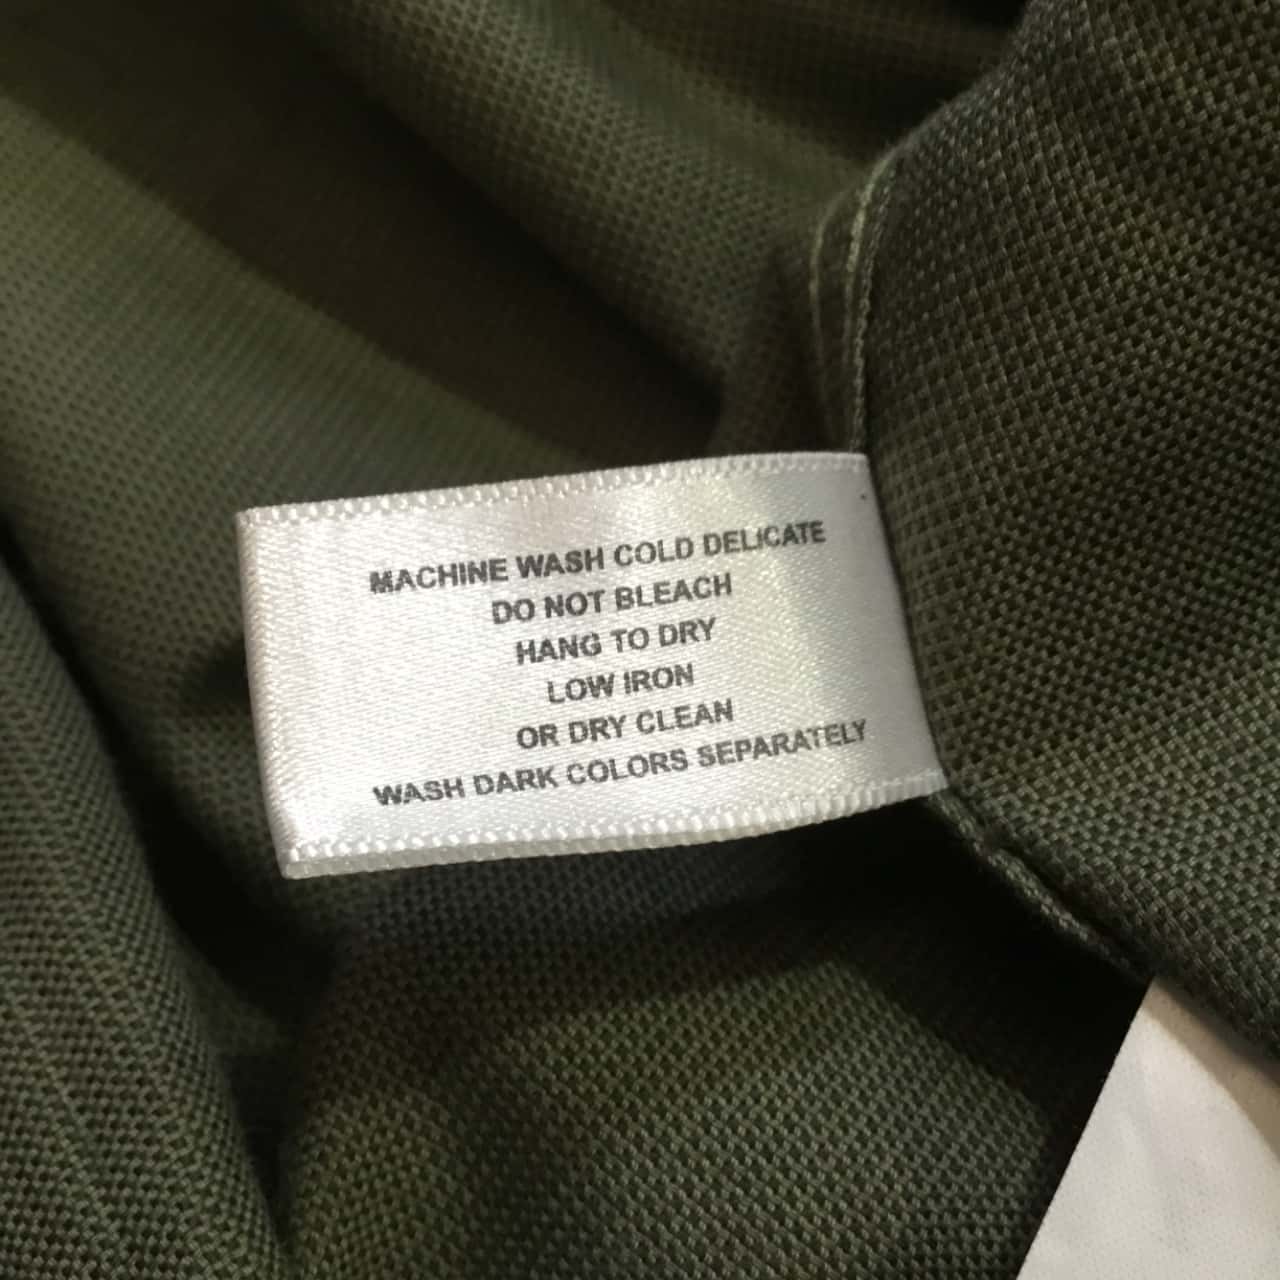 MACHINE WASH COLD DELICATE
DO NOT BLEACH
HANG TO DRY
LOW IRON
OR DRY CLEAN
WASH DARK COLORS SEPARATELY